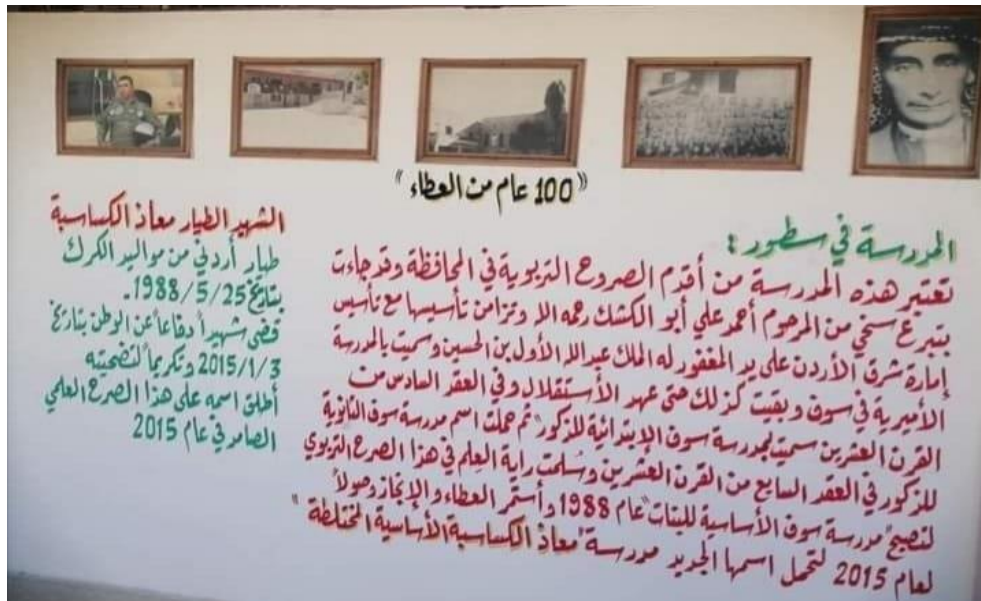 "100 عام من العطاء"
المدرسة في سطور :
تعتبر هذه المدرسة من أقدم الصروح التربوية في المحافظة وقد جاءت
بتبرع سخي من المرحوم أحمد علي أبو الكشك رحمه الله وتزامن تأسيسها مع تأسيس
إمارة شرق الأردن على يد المغفور له الملك عبدالله الأول بن الحسين وسميت بالمدرسة
الأميرية في سوف وبقيت كذلك حتى عهد الأستقلال وفي العقد السادس من
القرن العشرين سميت بمدرسة سوف الإبتدائية للذكور" ثم حملت اسم مدرسة سوف الثانوية
للذكور في العقد السابع من القرن العشرين وسُلمت راية العلم في هذا الصرح التربوي
لتصبح "مدرسة سوف الأساسية للبنات" عام 1988 وأستمر العطاء والإنجاز وصولاً
لعام 2015 لتحمل اسمها الجديد مدرسة "معاذ الكساسبة الأساسية المختلطة"
الشهيد الطيار معاذ الكساسبة
طيار أردني من مواليد الكرك
بتاريخ 1988/5/25.
قضى شهيداً دفاعاً عن الوطن بتاريخ
2015/1/3 وتكريماً لتضحيته
أطلق اسمه على هذا الصرح العلمي
الصامد في عام 2015